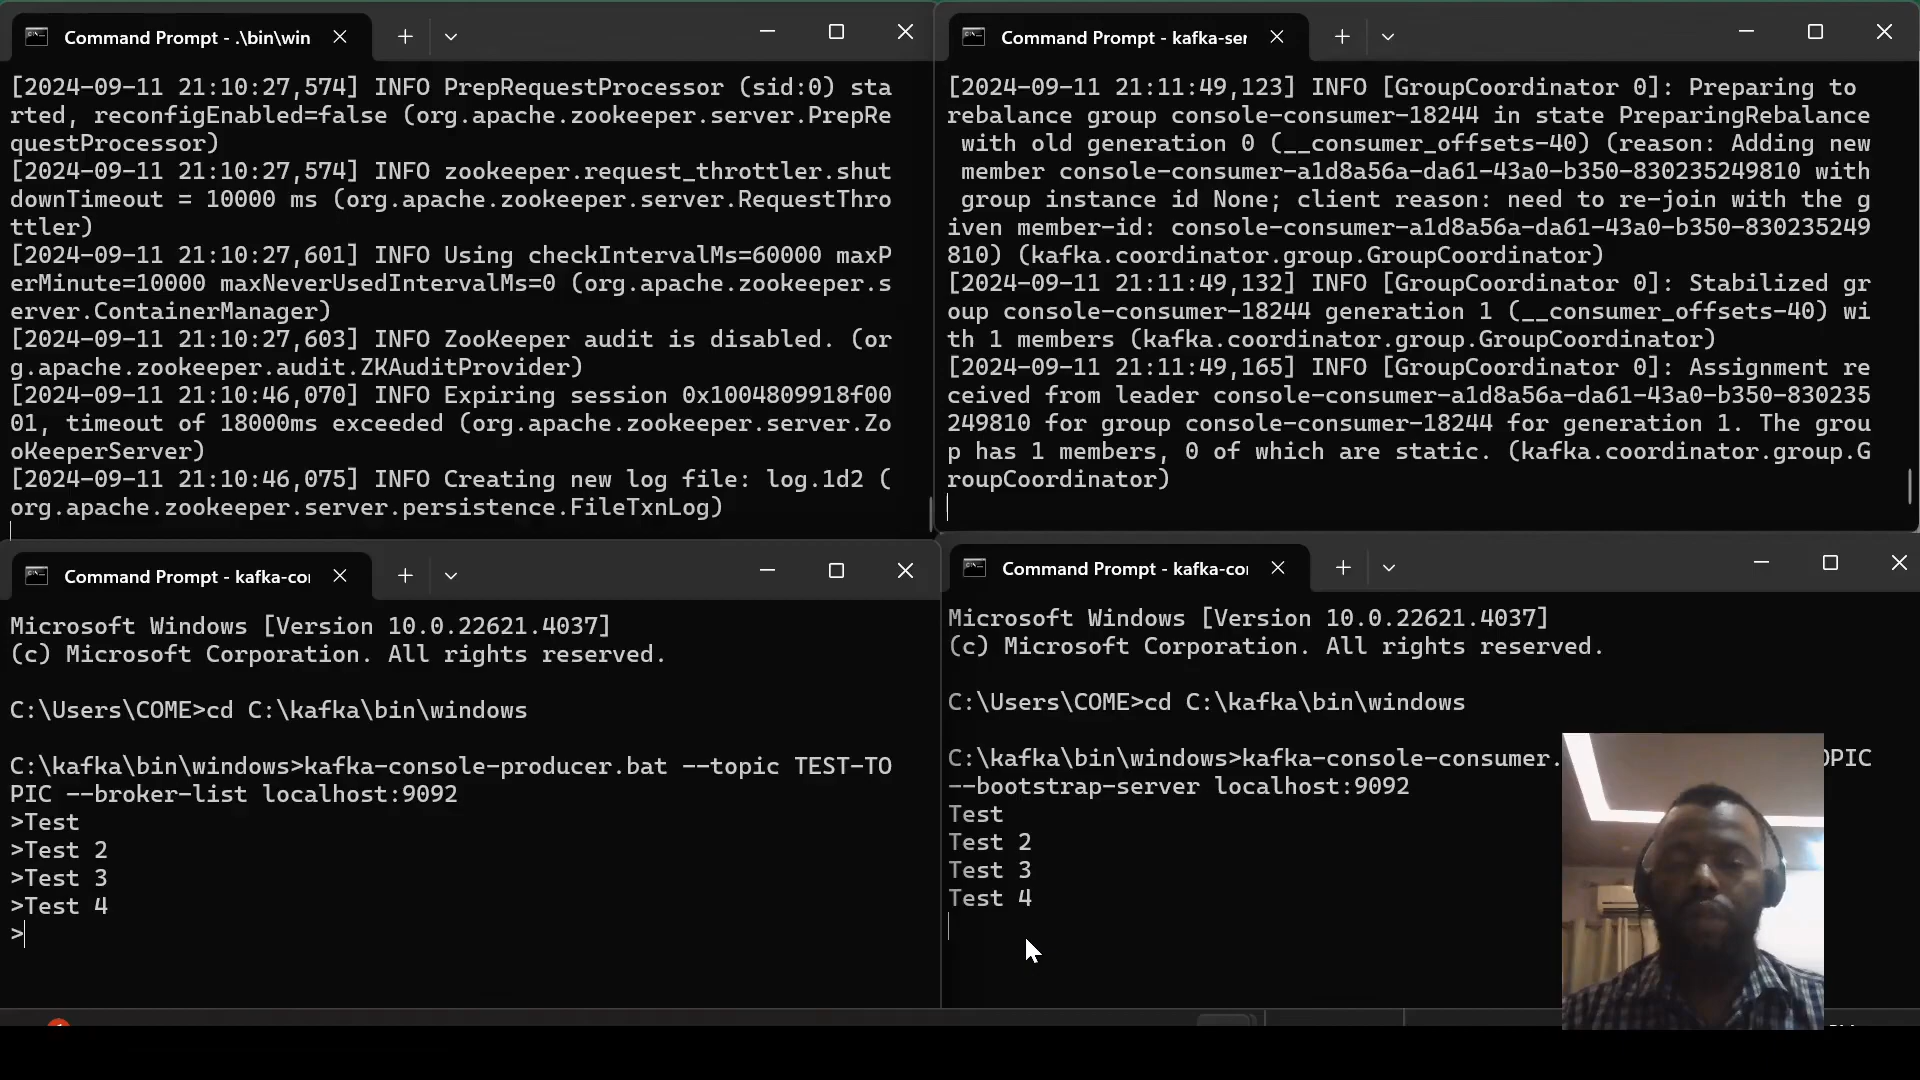 Command Prompt - .\bin\win
[2024-09-11 21:10:27,574] INFO PrepRequestProcessor (sid:0) sta
rted, reconfigEnabled=false (org.apache.zookeeper.server.PrepRe
questProcessor)
[2024-09-11 21:10:27,574] INFO zookeeper.request_throttler.shut
downTimeout = 10000 ms (org.apache.zookeeper.server.RequestThro
ttler)
[2024-09-11 21:10:27,601] INFO Using checkIntervalMs=60000 maxP
erMinute=10000 maxNeverUsedIntervalMs=0 (org.apache.zookeeper.s
erver.ContainerManager)
[2024-09-11 21:10:27,603] INFO ZooKeeper audit is disabled. (or
g.apache.zookeeper.audit.ZKAuditProvider)
[2024-09-11 21:10:46,070] INFO Expiring session 0x1004809918f00
01, timeout of 18000ms exceeded (org.apache.zookeeper.server.Zo
oKeeperServer)
[2024-09-11 21:10:46,075] INFO Creating new log file: log.1d2 (
org.apache.zookeeper.server.persistence.FileTxnLog)
Command Prompt - kafka-ser
[2024-09-11 21:11:49,123] INFO [GroupCoordinator 0]: Preparing to
rebalance group console-consumer-18244 in state PreparingRebalance
with old generation 0 (__consumer_offsets-40) (reason: Adding new
member console-consumer-a1d8a56a-da61-43a0-b350-830235249810 with
group instance id None; client reason: need to re-join with the g
iven member-id: console-consumer-a1d8a56a-da61-43a0-b350-830235249
810) (kafka.coordinator.group.GroupCoordinator)
[2024-09-11 21:11:49,132] INFO [GroupCoordinator 0]: Stabilized gr
oup console-consumer-18244 generation 1 (__consumer_offsets-40) wi
th 1 members (kafka.coordinator.group.GroupCoordinator)
[2024-09-11 21:11:49,165] INFO [GroupCoordinator 0]: Assignment re
ceived from leader console-consumer-a1d8a56a-da61-43a0-b350-830235
249810 for group console-consumer-18244 for generation 1. The grou
p has 1 members, 0 of which are static. (kafka.coordinator.group.G
roupCoordinator)
Command Prompt - kafka-co
Microsoft Windows [Version 10.0.22621.4037]
(c) Microsoft Corporation. All rights reserved.
C:\Users\COME>cd C:\kafka\bin\windows
C:\kafka\bin\windows>kafka-console-producer.bat --topic TEST-TO
PIC --broker-list localhost:9092
>Test
>Test 2
>Test 3
>Test 4
>
Command Prompt - kafka-co
Microsoft Windows [Version 10.0.22621.4037]
(c) Microsoft Corporation. All rights reserved.
C:\Users\COME>cd C:\kafka\bin\windows
C:\kafka\bin\windows>kafka-console-consumer. OPIC
--bootstrap-server localhost:9092
Test
Test 2
Test 3
Test 4